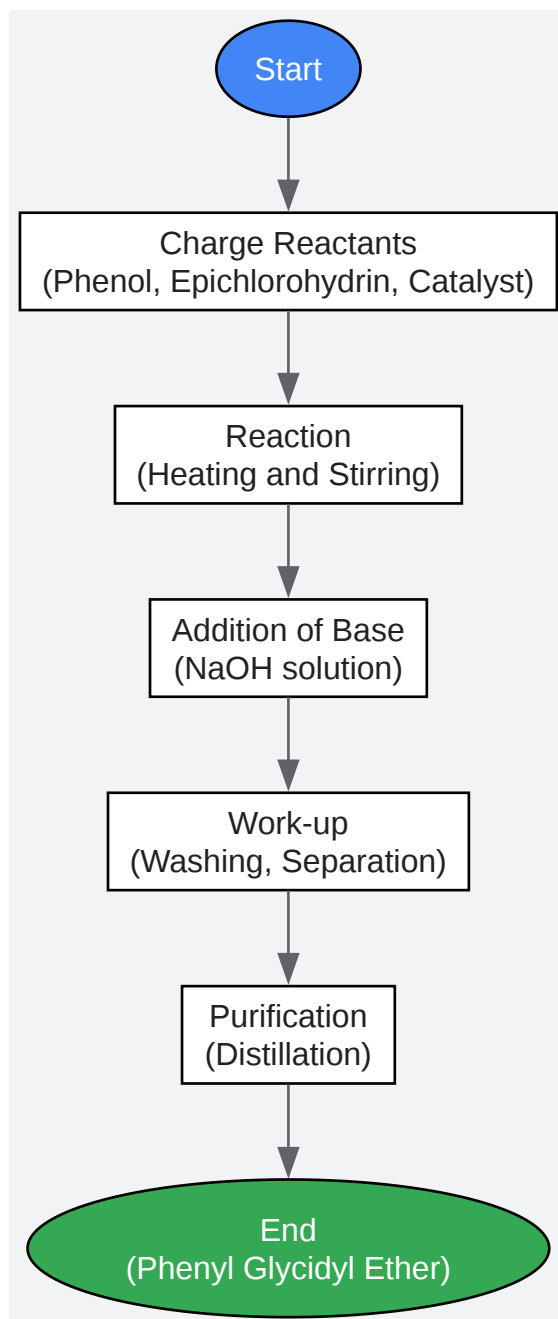 Start
Charge Reactants
(Phenol, Epichlorohydrin, Catalyst)
Reaction
(Heating and Stirring)
Addition of Base
(NaOH solution)
Work-up
(Washing, Separation)
Purification
(Distillation)
End
(Phenyl Glycidyl Ether)